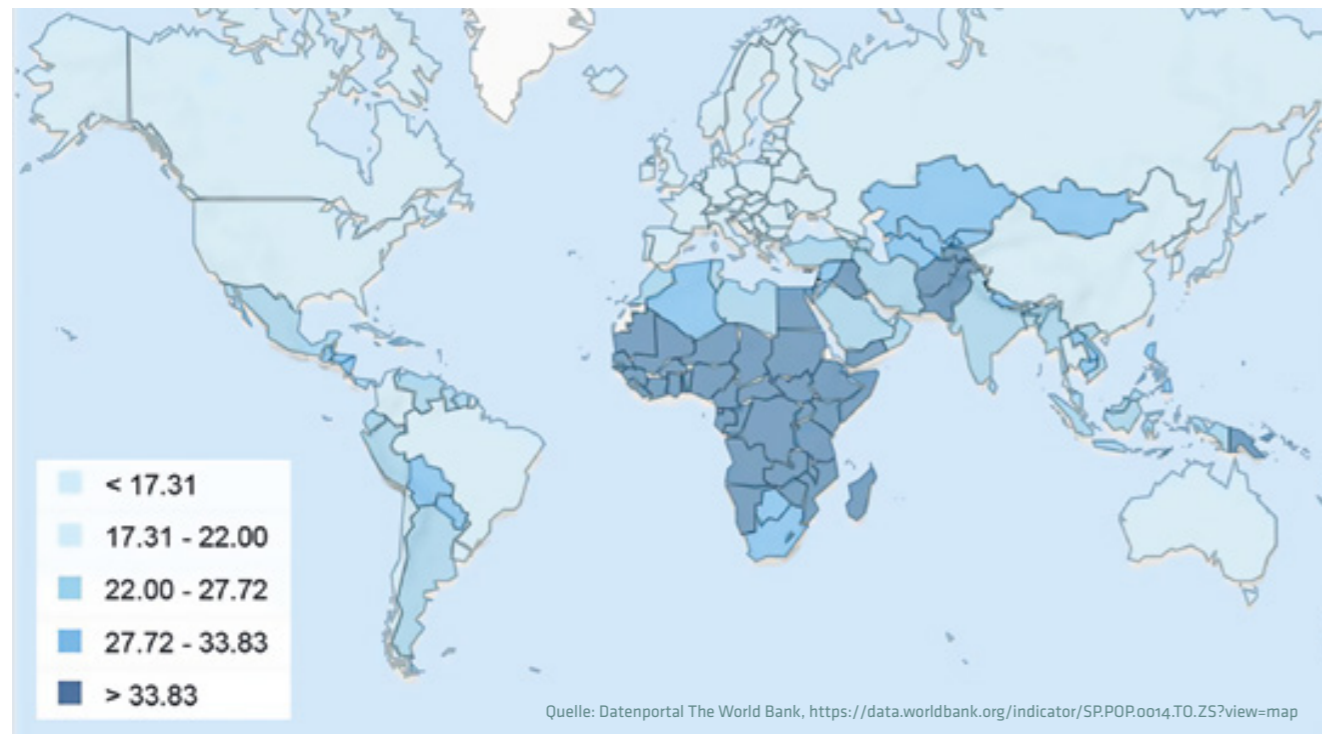 < 17.31
17.31 - 22.00
22.00 - 27.72
27.72 - 33.83
> 33.83
Quelle: Datenportal The World Bank, https://data.worldbank.org/indicator/SP.POP.0014.TO.ZS?view=map